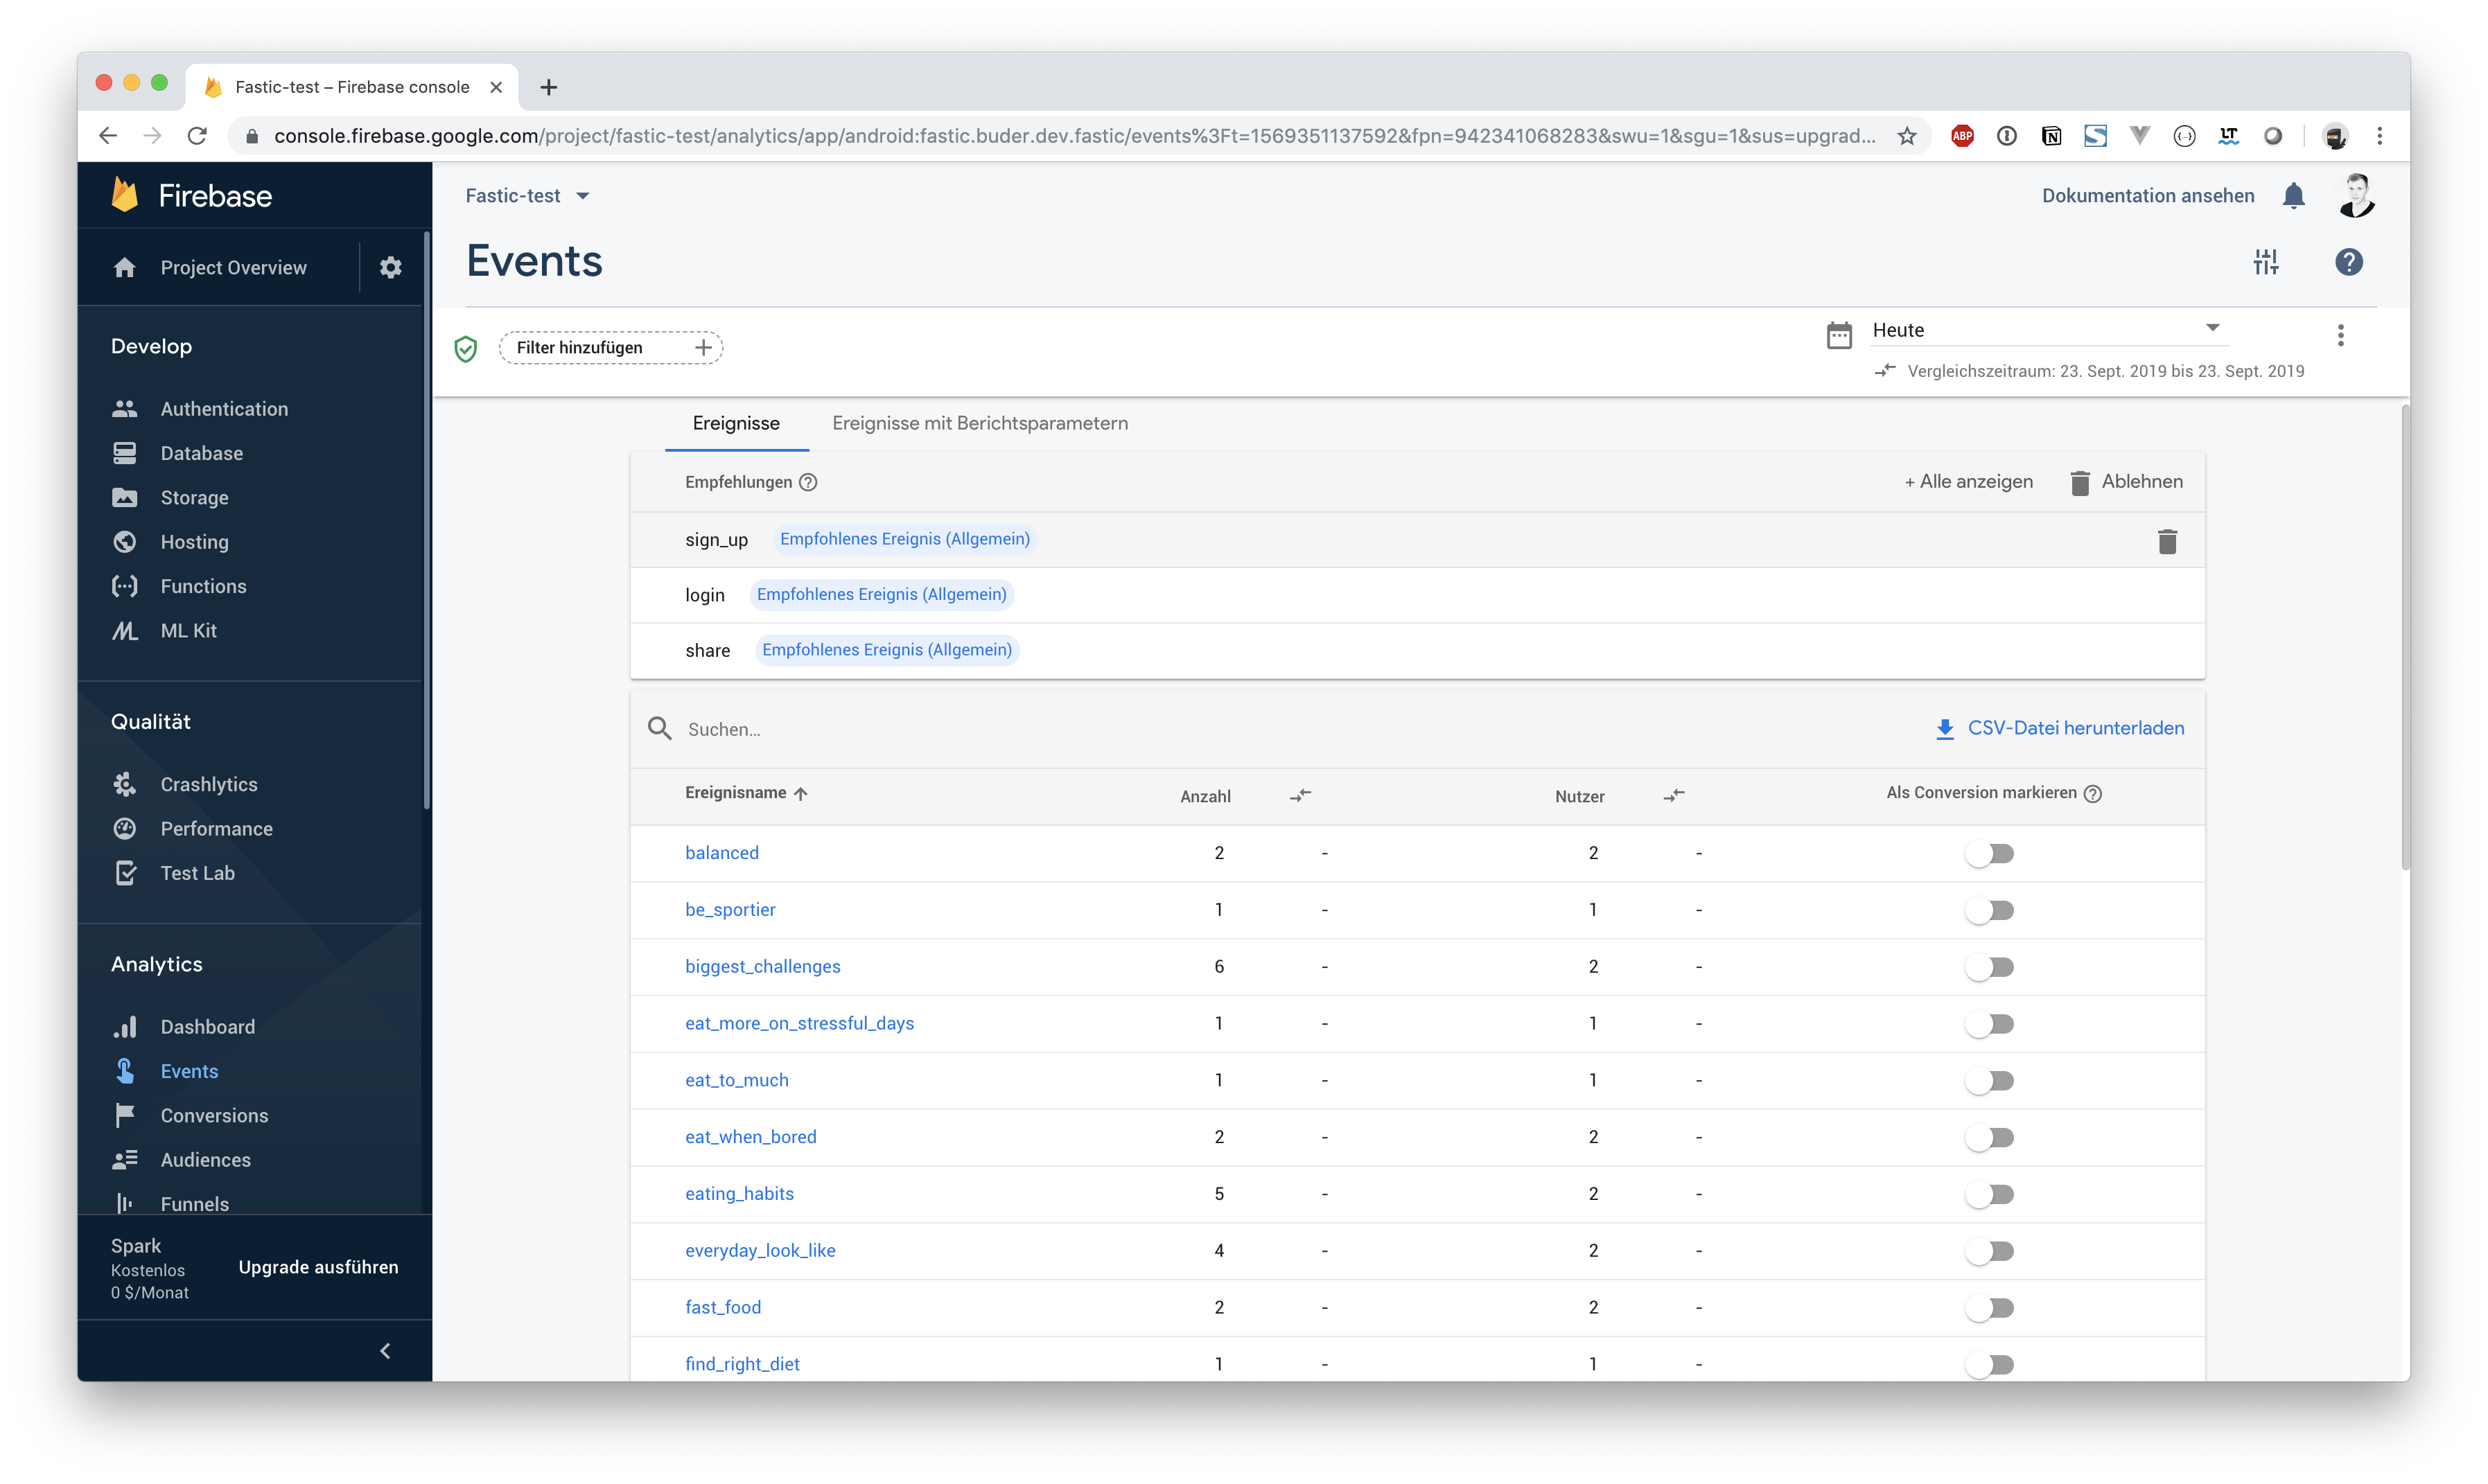 Fastic-test – Firebase console
console.firebase.google.com/project/fastic-test/analytics/app/android:fastic.buder.dev.fastic/events%3Ft=1569351137592&fpn=942341068283&swu=1&sgu=1&sus=upgrad...
ABP
Firebase
Fastic-test
Dokumentation ansehen
Project Overview
Events
Filter hinzufügen
Heute
Vergleichszeitraum: 23. Sept. 2019 bis 23. Sept. 2019
Develop
Authentication
Database
Storage
Hosting
Functions
ML Kit
Qualität
Crashlytics
Performance
Test Lab
Analytics
Dashboard
Events
Conversions
Audiences
Funnels
Spark
Kostenlos
0 $/Monat
Upgrade ausführen
Ereignisse Ereignisse mit Berichtsparametern
Empfehlungen + Alle anzeigen Ablehnen
sign_up Empfohlenes Ereignis (Allgemein)
login Empfohlenes Ereignis (Allgemein)
share Empfohlenes Ereignis (Allgemein)
Suchen... CSV-Datei herunterladen
Ereignisname Anzahl Nutzer Als Conversion markieren
balanced 2 - 2 -
be_sportier 1 - 1 -
biggest_challenges 6 - 2 -
eat_more_on_stressful_days 1 - 1 -
eat_to_much 1 - 1 -
eat_when_bored 2 - 2 -
eating_habits 5 - 2 -
everyday_look_like 4 - 2 -
fast_food 2 - 2 -
find_right_diet 1 - 1 -